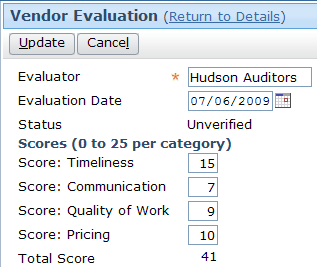 Vendor Evaluation (Return to Details)
Update Cancel
Evaluator * Hudson Auditors
Evaluation Date 07/06/2009
Status Unverified
Scores (0 to 25 per category)
Score: Timeliness 15
Score: Communication 7
Score: Quality of Work 9
Score: Pricing 10
Total Score 41